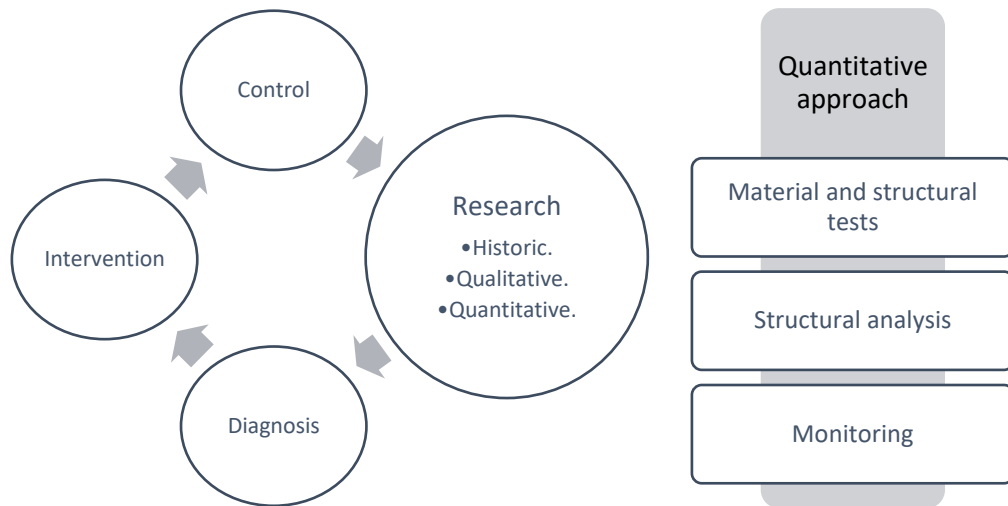 Control
Research
•Historic.
•Qualitative.
•Quantitative.
Diagnosis
Intervention
Quantitative
approach
Material and structural
tests
Structural analysis
Monitoring